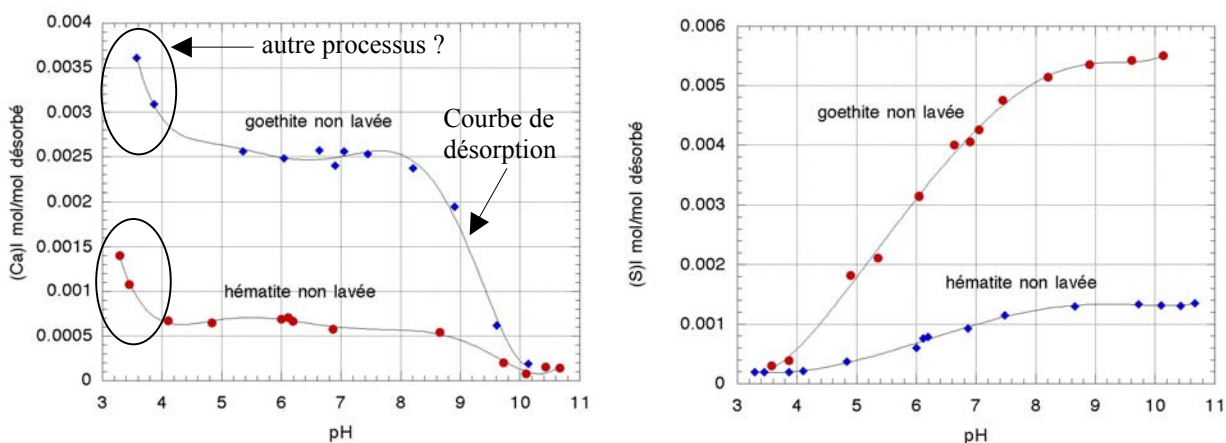 0.004
0.0035
0.003
0.0025
0.002
0.0015
0.001
0.0005
0
(Ca)l mol/mol désorbé
autre processus ?
goethite non lavée
Courbe de
désorption
hématite non lavée
3 4 5 6 7 8 9 10 11
pH
0.006
0.005
0.004
0.003
0.002
0.001
0
(S)l mol/mol désorbé
goethite non lavée
hématite non lavée
3 4 5 6 7 8 9 10 11
pH